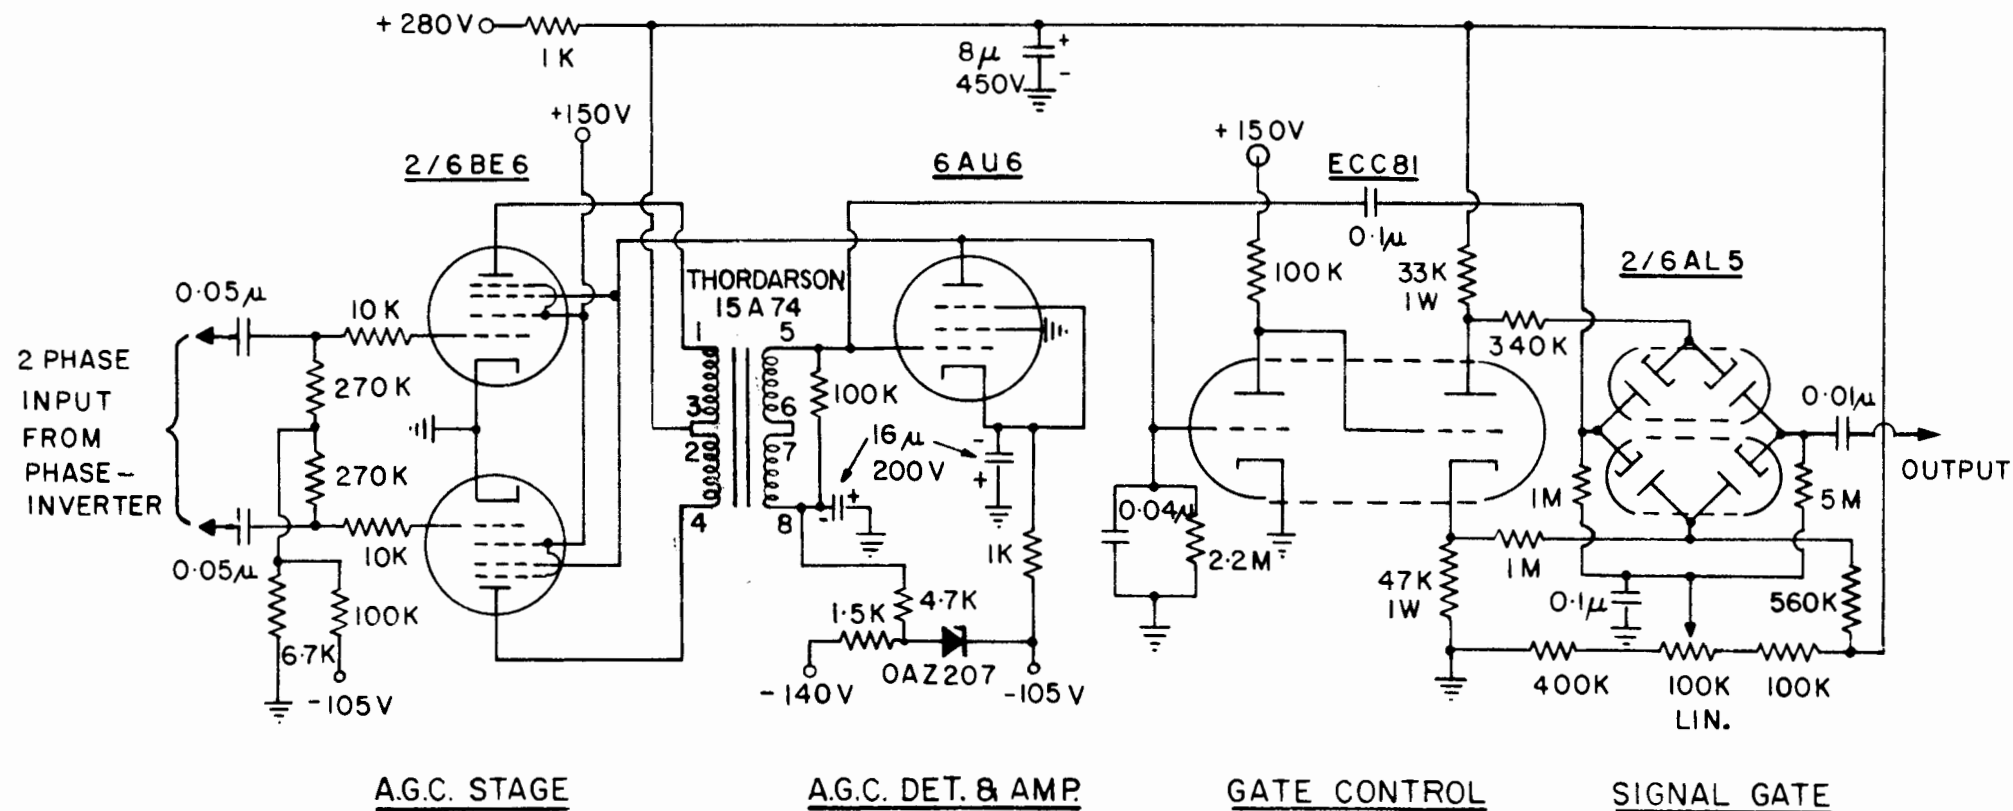 +280V
1K
8μ
450V
+
-
+150V
2/6BE6
6AU6
+150V
ECC81
0.1μ
2/6AL5
0.05μ
10K
THORDARSON
15A74
1
5
100K
33K
1W
340K
2 PHASE
INPUT
FROM
PHASE-
INVERTER
270K
270K
3
2
4
6
7
8
100K
16μ
200V
-
+
+
-
0.01μ
OUTPUT
1M
5M
0.05μ
10K
0.04μ
2.2M
1K
47K
1W
1M
0.1μ
560K
6.7K
100K
-105V
1.5K
4.7K
-140V
OAZ207
-105V
400K
100K
LIN.
100K
A.G.C. STAGE
A.G.C. DET. & AMP.
GATE CONTROL
SIGNAL GATE